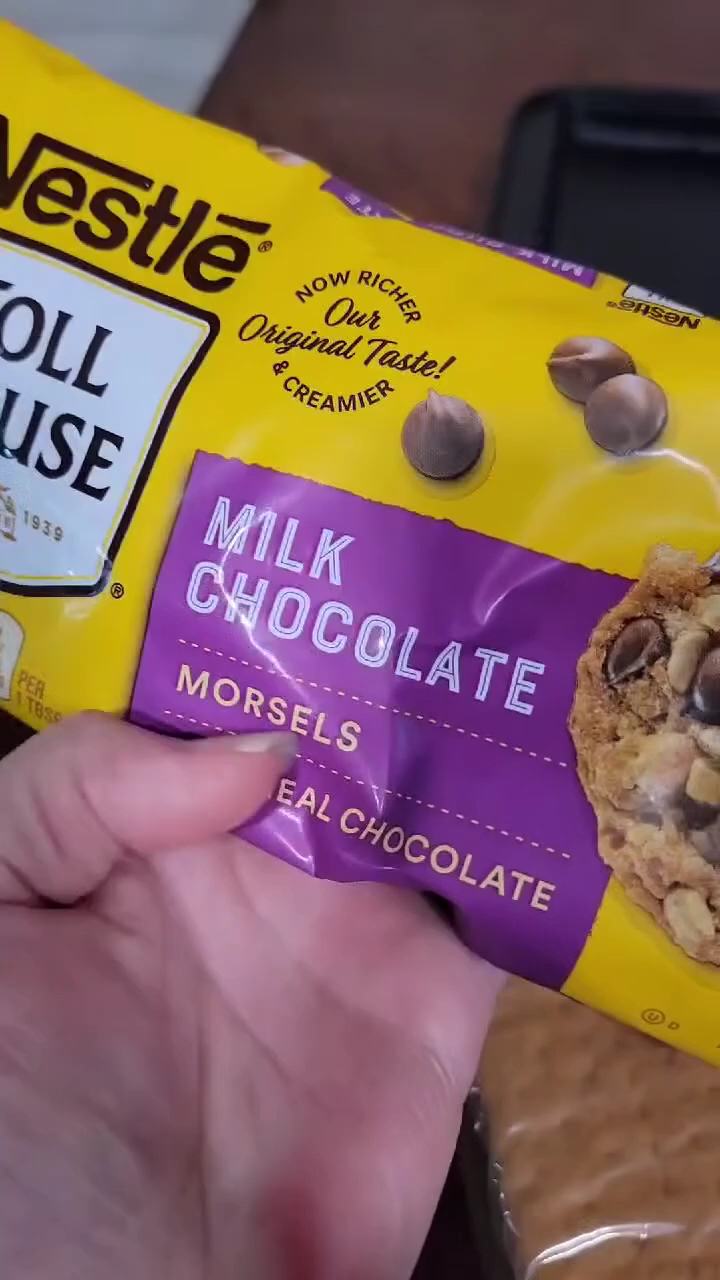 Nestlé®
OLL
USE
1939
®
NOW RICHER
Our
Original Taste!
& CREAMIER
MILK
CHOCOLATE
MORSELS
EAL CHOCOLATE
PER
1 TBSP
U D
Nestlé®
MILK